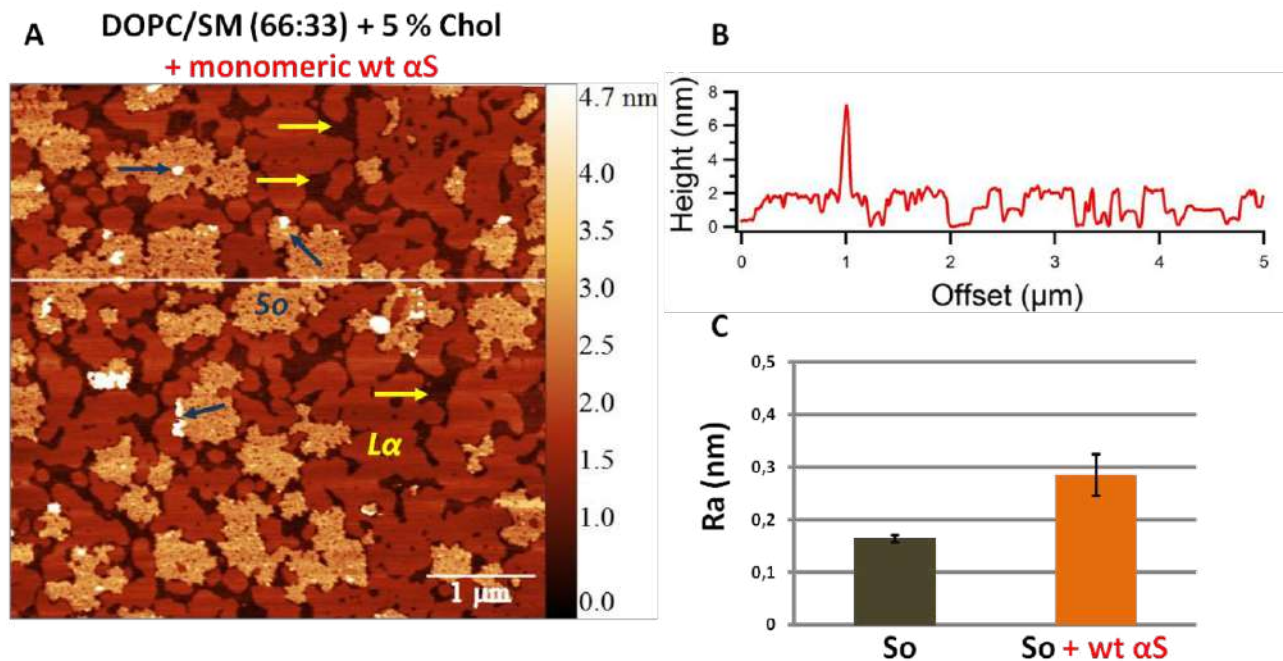 A
DOPC/SM (66:33) + 5 % Chol
+ monomeric wt αS
4.7 nm
4.0
3.5
3.0
2.5
2.0
1.5
1.0
0.0
So
Lα
1 µm
B
Height (nm)
8
6
4
2
0
0 1 2 3 4 5
Offset (µm)
C
Ra (nm)
0,5
0,4
0,3
0,2
0,1
0
So So + wt αS